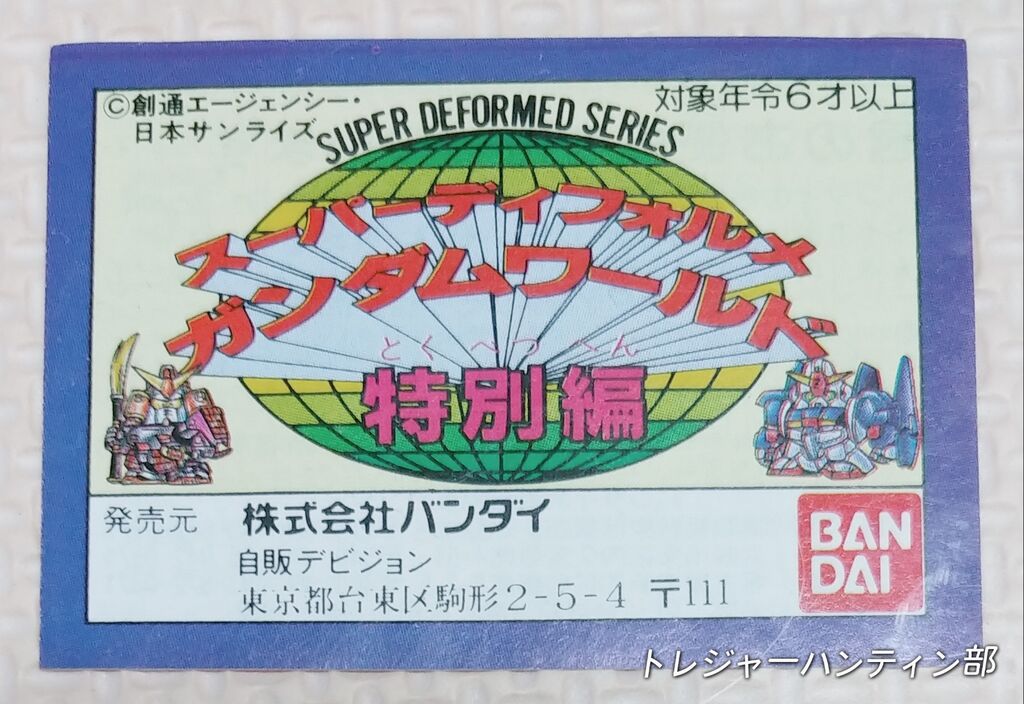 ©創通エージェンシー・
日本サンライズ
対象年令6才以上
SUPER DEFORMED SERIES
スーパーディフォルメ
ガンダムワールド
とくべつへん
特別編
発売元 株式会社バンダイ
自販デビジョン
東京都台東区駒形2-5-4 〒111
BAN
DAI
トレジャーハンティン部